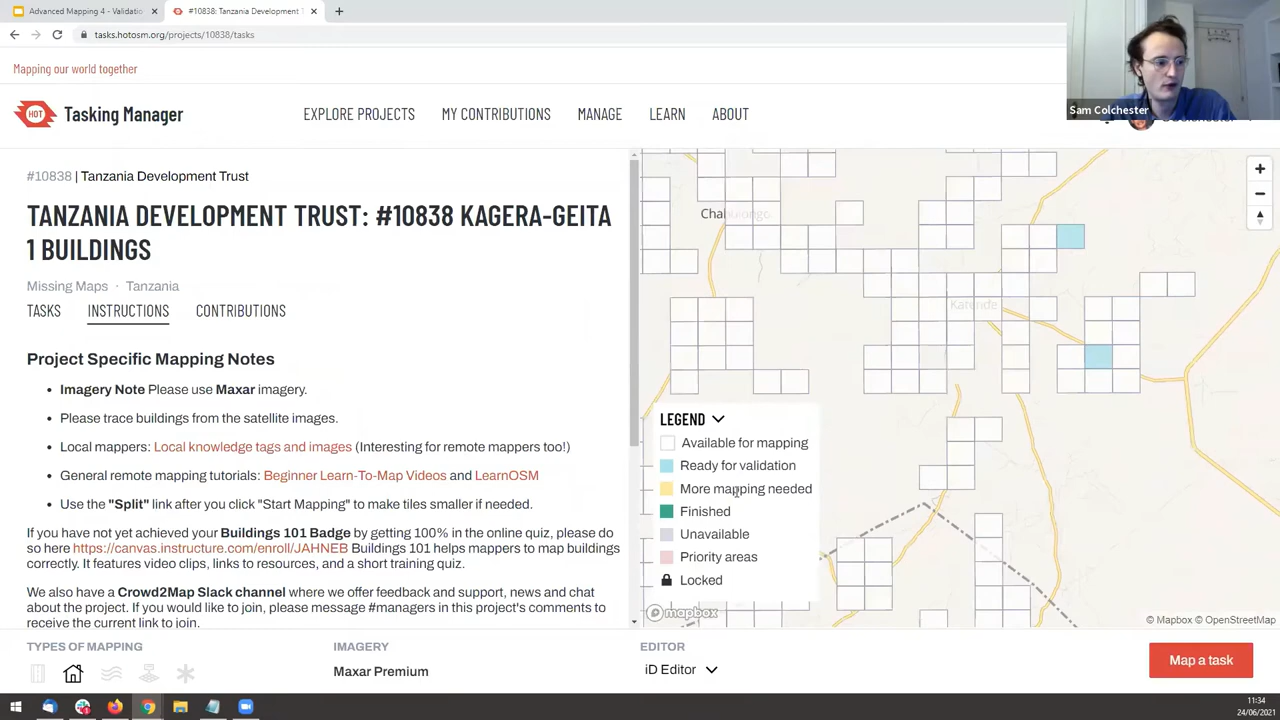 Advanced Mapping 4 - Validatio
#10838: Tanzania Development T
tasks.hotosm.org/projects/10838/tasks
Mapping our world together
Sam Colchester
HOT
Tasking Manager
EXPLORE PROJECTS
MY CONTRIBUTIONS
MANAGE
LEARN
ABOUT
#10838 | Tanzania Development Trust
TANZANIA DEVELOPMENT TRUST: #10838 KAGERA-GEITA
1 BUILDINGS
Missing Maps · Tanzania
TASKS
INSTRUCTIONS
CONTRIBUTIONS
Project Specific Mapping Notes
• Imagery Note Please use Maxar imagery.
• Please trace buildings from the satellite images.
• Local mappers: Local knowledge tags and images (Interesting for remote mappers too!)
• General remote mapping tutorials: Beginner Learn-To-Map Videos and LearnOSM
• Use the "Split" link after you click "Start Mapping" to make tiles smaller if needed.
If you have not yet achieved your Buildings 101 Badge by getting 100% in the online quiz, please do
so here https://canvas.instructure.com/enroll/JAHNEB Buildings 101 helps mappers to map buildings
correctly. It features video clips, links to resources, and a short training quiz.
We also have a Crowd2Map Slack channel where we offer feedback and support, news and chat
about the project. If you would like to join, please message #managers in this project's comments to
receive the current link to join.
Katende
LEGEND
Available for mapping
Ready for validation
More mapping needed
Finished
Unavailable
Priority areas
Locked
mapbox
© Mapbox © OpenStreetMap
TYPES OF MAPPING
IMAGERY
Maxar Premium
EDITOR
iD Editor
Map a task
11:34
24/06/2021